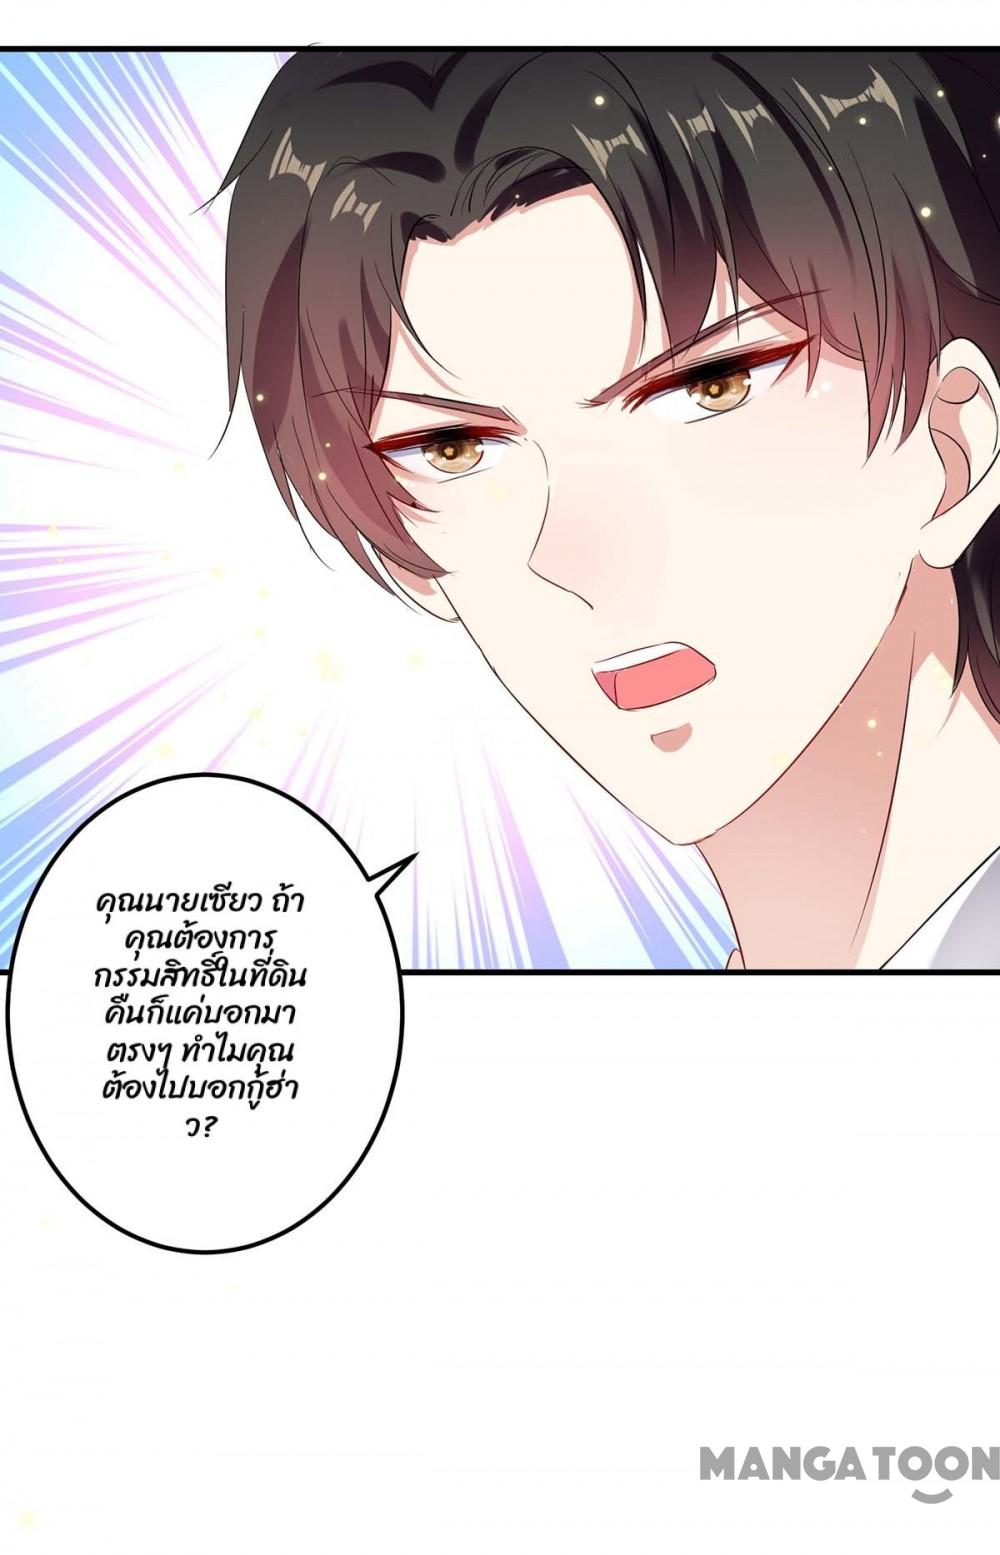 คุณนายเซียว ถ้า
คุณต้องการ
กรรมสิทธิ์ในที่ดิน
คืนก็แค่บอกมา
ตรงๆ ทำไมคุณ
ต้องไปบอกกู้ฮ่า
ว?
MANGATOON